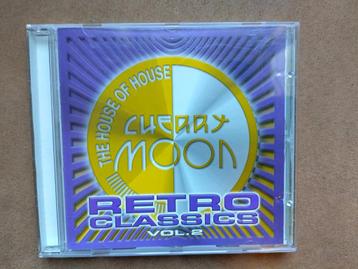 THE HOUSE OF HOUSE
CHERRY
MOON
RETRO
CLASSICS
VOL.2